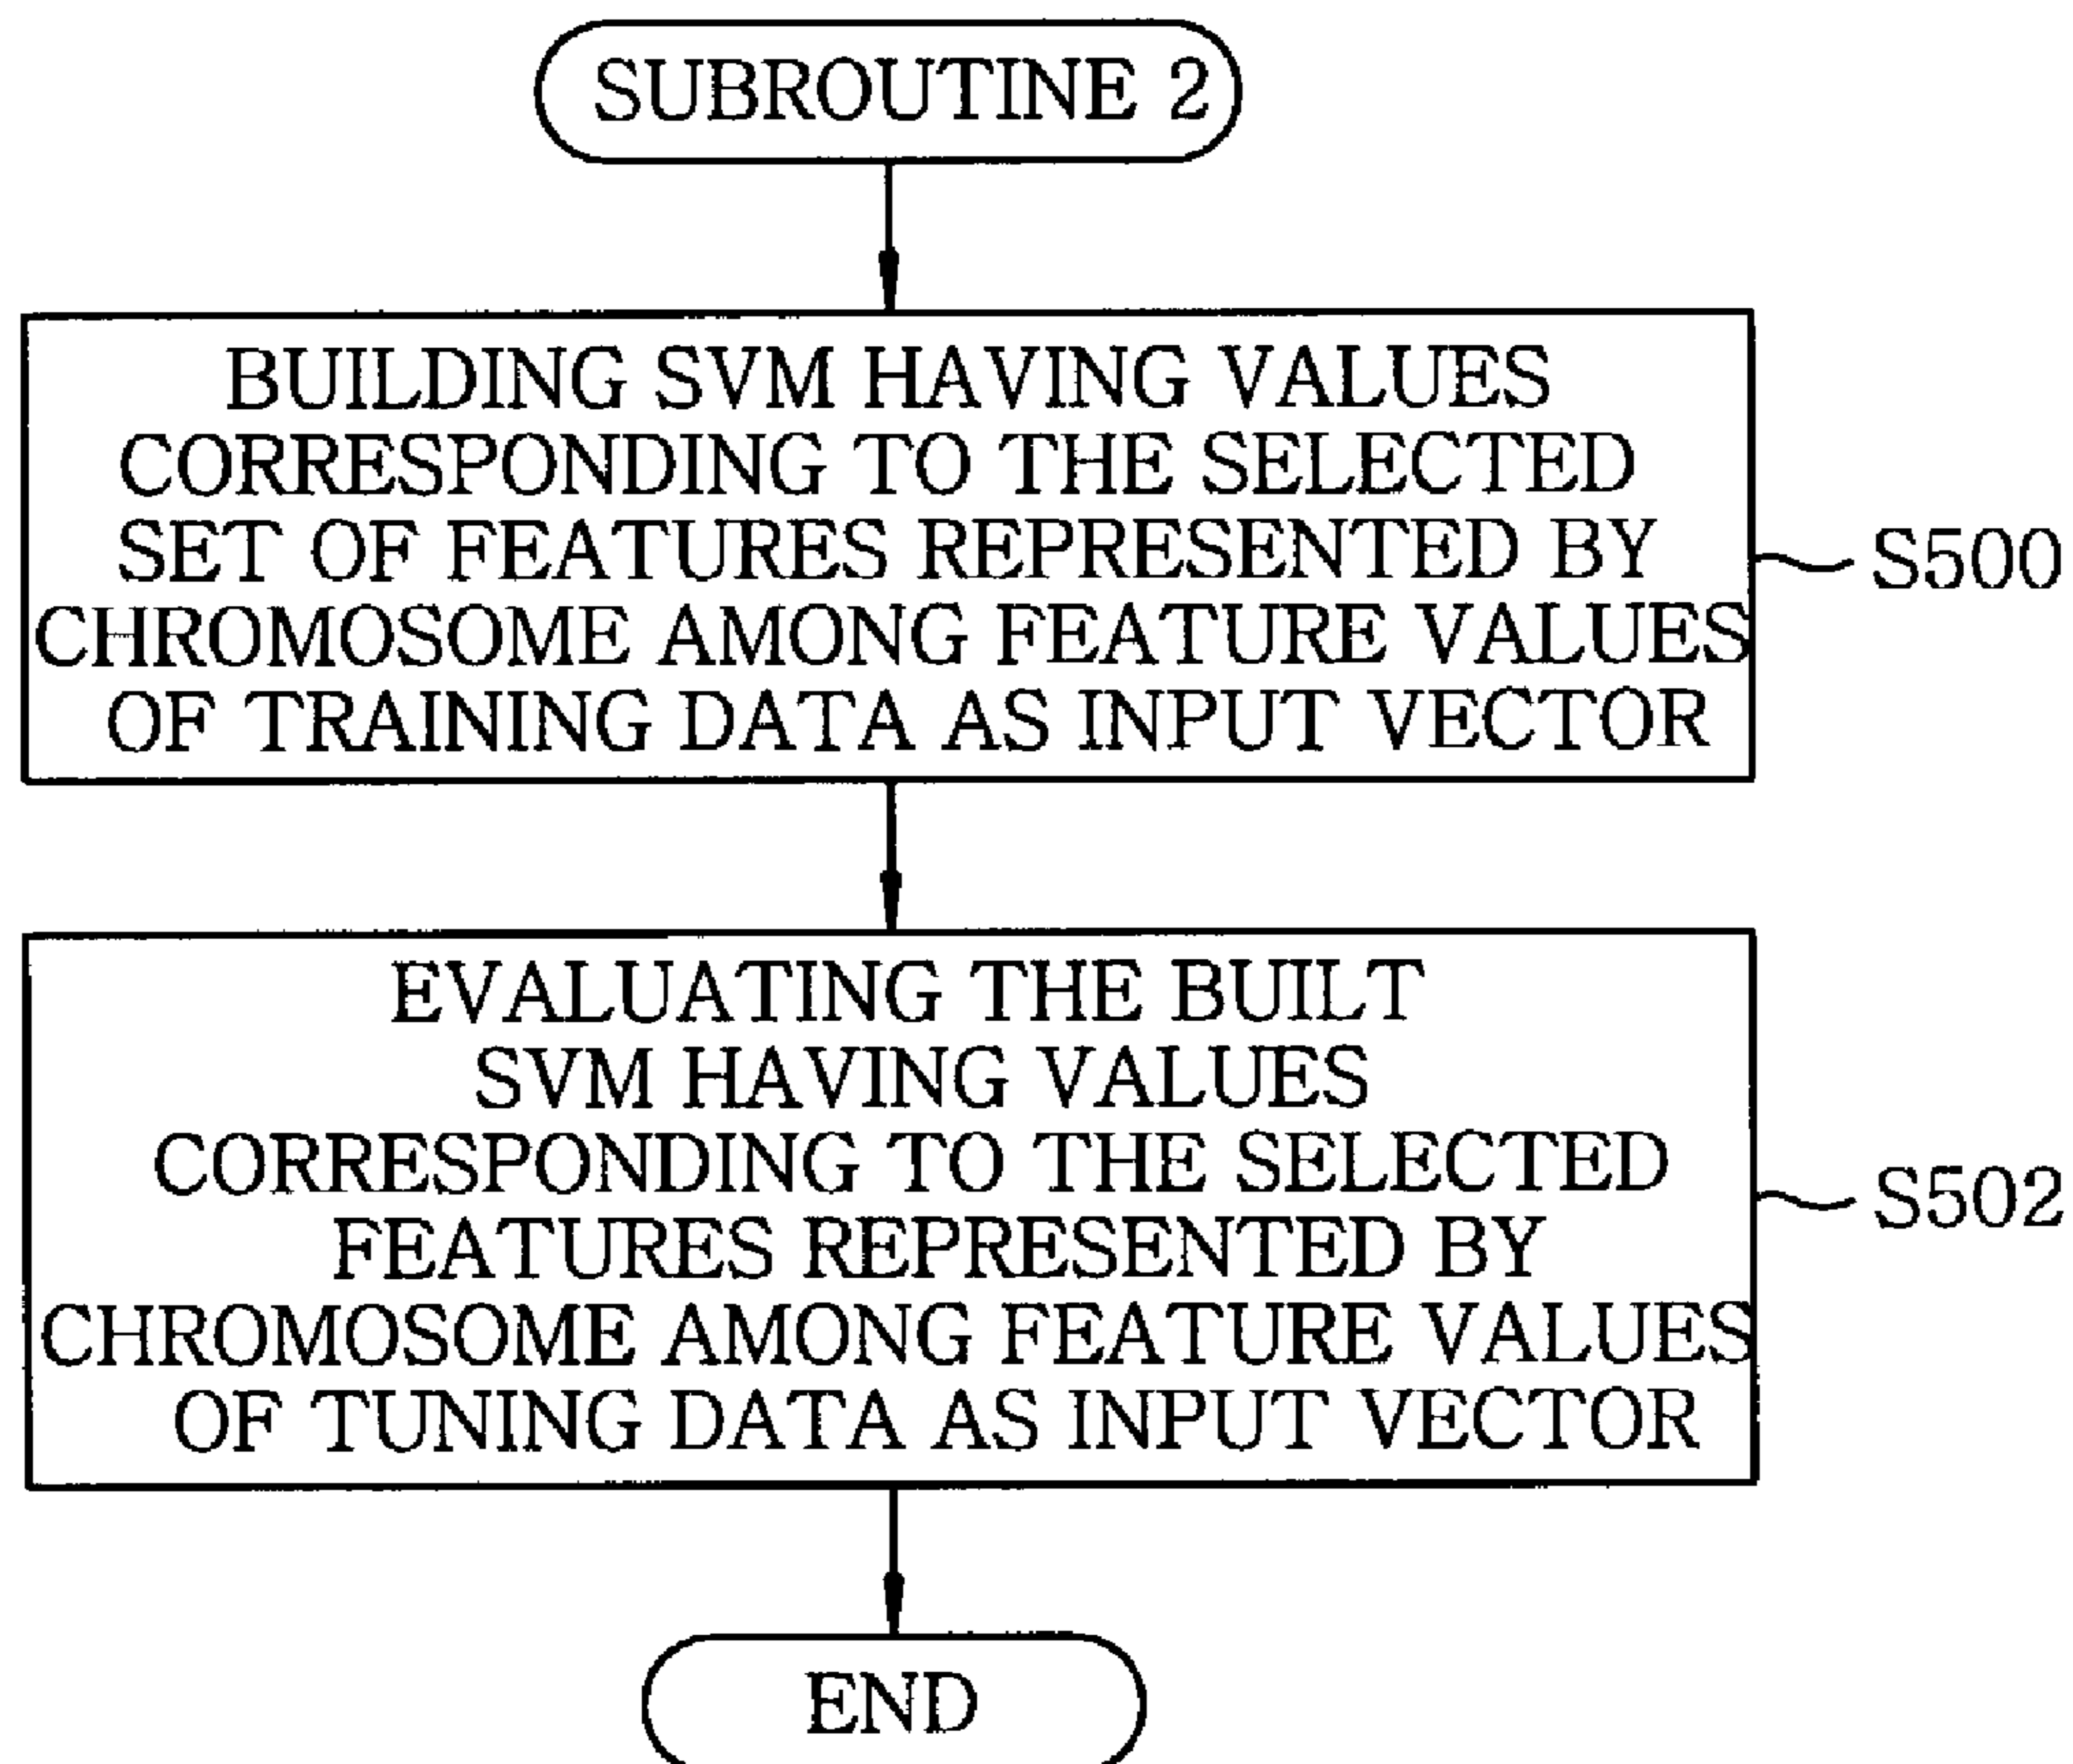 SUBROUTINE 2
BUILDING SVM HAVING VALUES
CORRESPONDING TO THE SELECTED
SET OF FEATURES REPRESENTED BY
CHROMOSOME AMONG FEATURE VALUES
OF TRAINING DATA AS INPUT VECTOR
S500
EVALUATING THE BUILT
SVM HAVING VALUES
CORRESPONDING TO THE SELECTED
FEATURES REPRESENTED BY
CHROMOSOME AMONG FEATURE VALUES
OF TUNING DATA AS INPUT VECTOR
S502
END